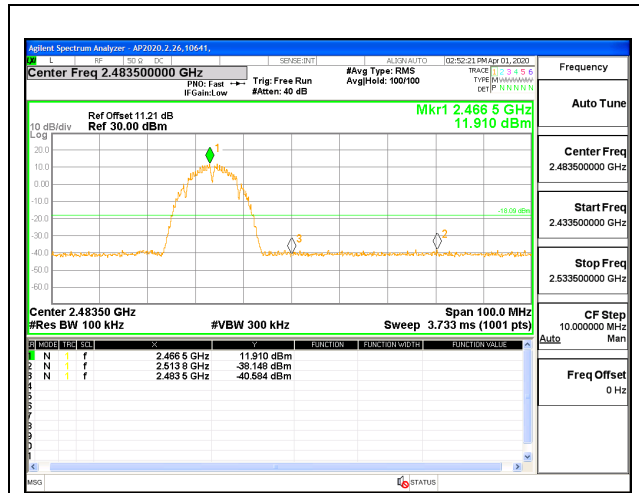 Agilent Spectrum Analyzer - AP2020.2.26,10641,
L RF 50 Ω DC SENSE:INT ALIGN AUTO 02:52:21 PM Apr 01, 2020
Center Freq 2.483500000 GHz
PNO: Fast
IFGain:Low
Trig: Free Run
#Atten: 40 dB
#Avg Type: RMS
Avg|Hold: 100/100
TRACE 1 2 3 4 5 6
TYPE M
DET P N N N N N
Frequency
Auto Tune
Center Freq
2.483500000 GHz
Start Freq
2.433500000 GHz
Stop Freq
2.533500000 GHz
CF Step
10.000000 MHz
Auto Man
Freq Offset
0 Hz
Mkr1 2.466 5 GHz
11.910 dBm
Ref Offset 11.21 dB
10 dB/div Ref 30.00 dBm
Log
20.0
10.0
0.00
-10.0
-20.0
-30.0
-40.0
-50.0
-60.0
1
2
3
-18.09 dBm
Center 2.48350 GHz Span 100.0 MHz
#Res BW 100 kHz #VBW 300 kHz Sweep 3.733 ms (1001 pts)
MODE TRC SCL X Y FUNCTION FUNCTION WIDTH FUNCTION VALUE
1 N 1 f 2.466 5 GHz 11.910 dBm
2 N 1 f 2.513 8 GHz -38.148 dBm
3 N 1 f 2.483 5 GHz -40.584 dBm
4
5
6
7
8
9
MSG STATUS